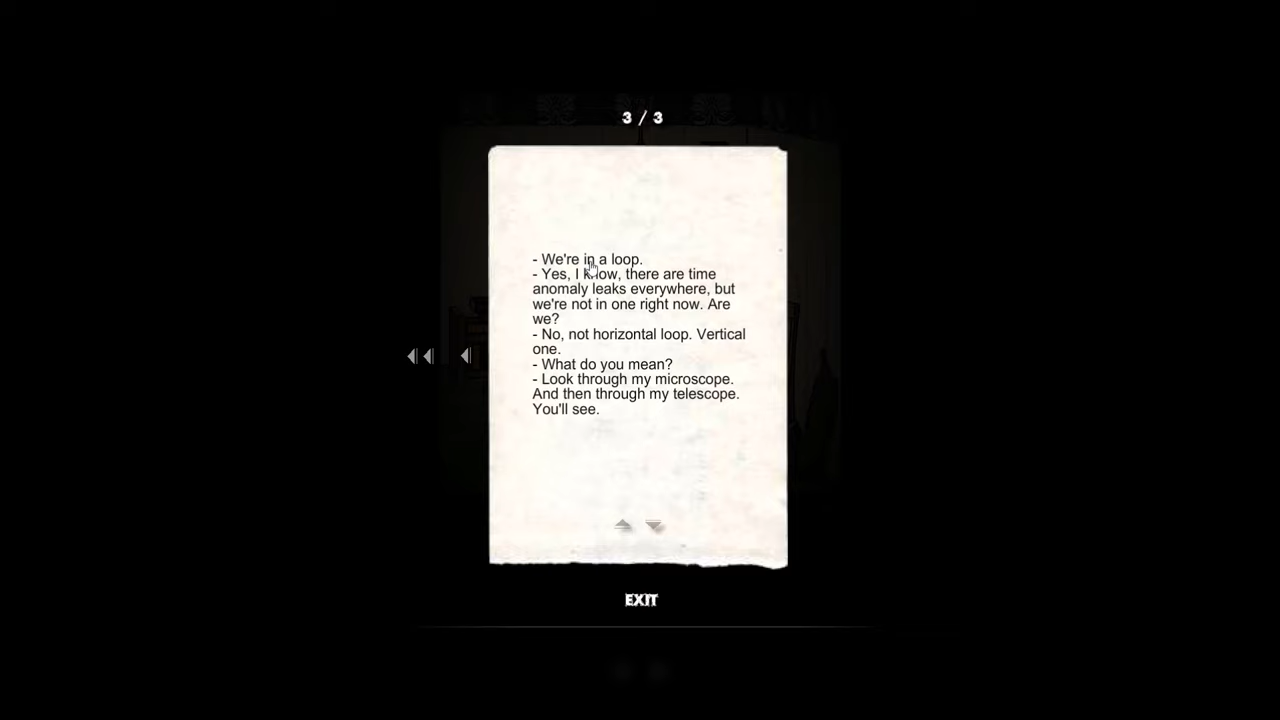 3 / 3
- We're in a loop.
- Yes, I know, there are time
anomaly leaks everywhere, but
we're not in one right now. Are
we?
- No, not horizontal loop. Vertical
one.
- What do you mean?
- Look through my microscope.
And then through my telescope.
You'll see.
EXIT